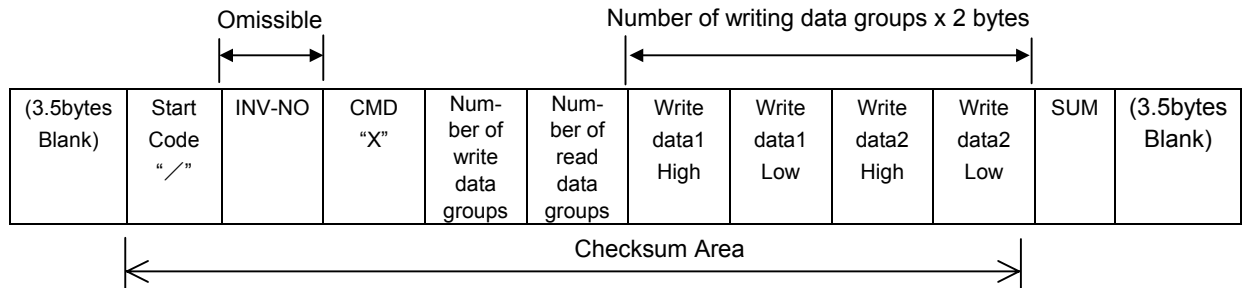 Omissible
Number of writing data groups x 2 bytes
(3.5bytes
Blank)
Start
Code
“／”
INV-NO
CMD
“X”
Num-
ber of
write
data
groups
Num-
ber of
read
data
groups
Write
data1
High
Write
data1
Low
Write
data2
High
Write
data2
Low
SUM
(3.5bytes
Blank)
Checksum Area